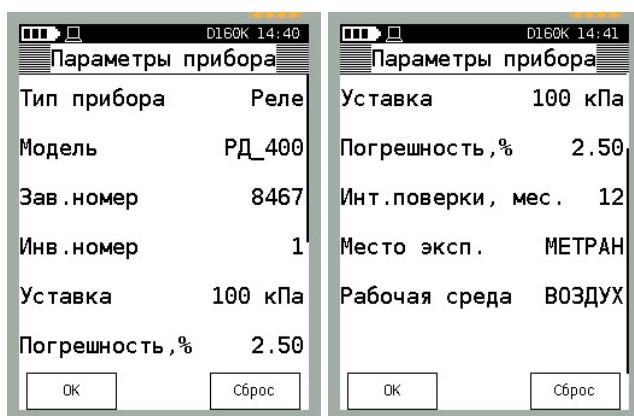 D160K 14:40
Параметры прибора
Тип прибора Реле
Модель РД_400
Зав.номер 8467
Инв.номер 1
Уставка 100 кПа
Погрешность,% 2.50
OK Сброс
D160K 14:41
Параметры прибора
Уставка 100 кПа
Погрешность,% 2.50
Инт.поверки, мес. 12
Место эксп. МЕТРАН
Рабочая среда ВОЗДУХ
OK Сброс